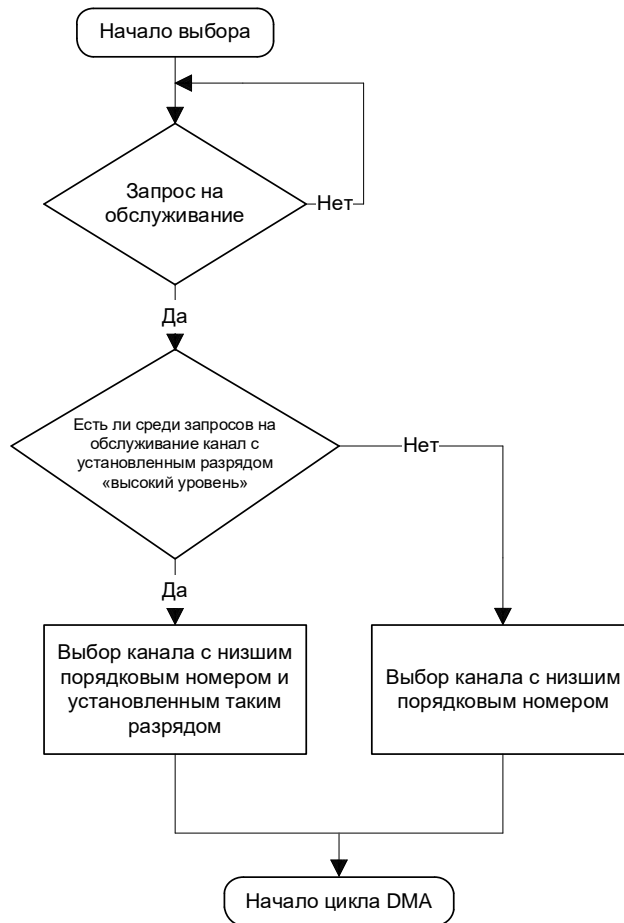 Начало выбора
Запрос на
обслуживание
Нет
Да
Есть ли среди запросов на
обслуживание канал с
установленным разрядом
«высокий уровень»
Нет
Да
Выбор канала с низшим
порядковым номером и
установленным таким
разрядом
Выбор канала с низшим
порядковым номером
Начало цикла DMA